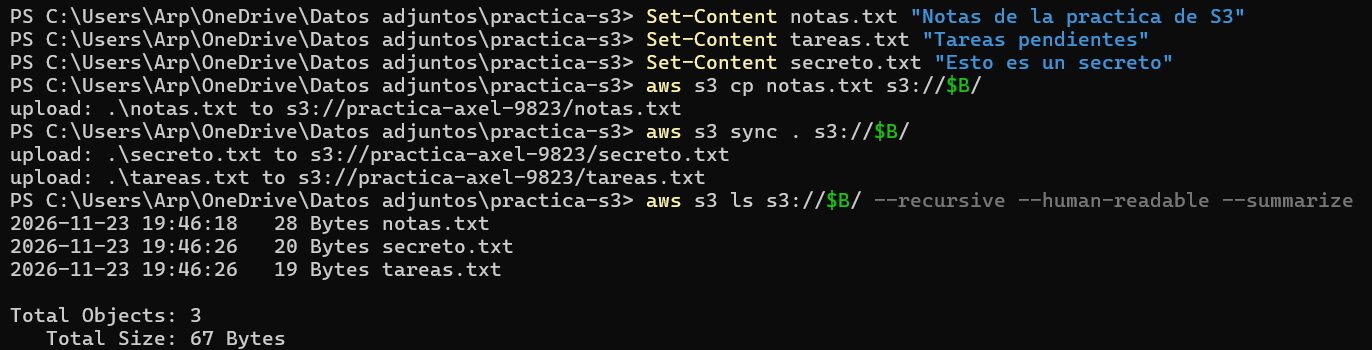 PS C:\Users\Arp\OneDrive\Datos adjuntos\practica-s3> Set-Content notas.txt "Notas de la practica de S3"
PS C:\Users\Arp\OneDrive\Datos adjuntos\practica-s3> Set-Content tareas.txt "Tareas pendientes"
PS C:\Users\Arp\OneDrive\Datos adjuntos\practica-s3> Set-Content secreto.txt "Esto es un secreto"
PS C:\Users\Arp\OneDrive\Datos adjuntos\practica-s3> aws s3 cp notas.txt s3://$B/
upload: .\notas.txt to s3://practica-axel-9823/notas.txt
PS C:\Users\Arp\OneDrive\Datos adjuntos\practica-s3> aws s3 sync . s3://$B/
upload: .\secreto.txt to s3://practica-axel-9823/secreto.txt
upload: .\tareas.txt to s3://practica-axel-9823/tareas.txt
PS C:\Users\Arp\OneDrive\Datos adjuntos\practica-s3> aws s3 ls s3://$B/ --recursive --human-readable --summarize
2026-11-23 19:46:18   28 Bytes notas.txt
2026-11-23 19:46:26   20 Bytes secreto.txt
2026-11-23 19:46:26   19 Bytes tareas.txt
Total Objects: 3
   Total Size: 67 Bytes